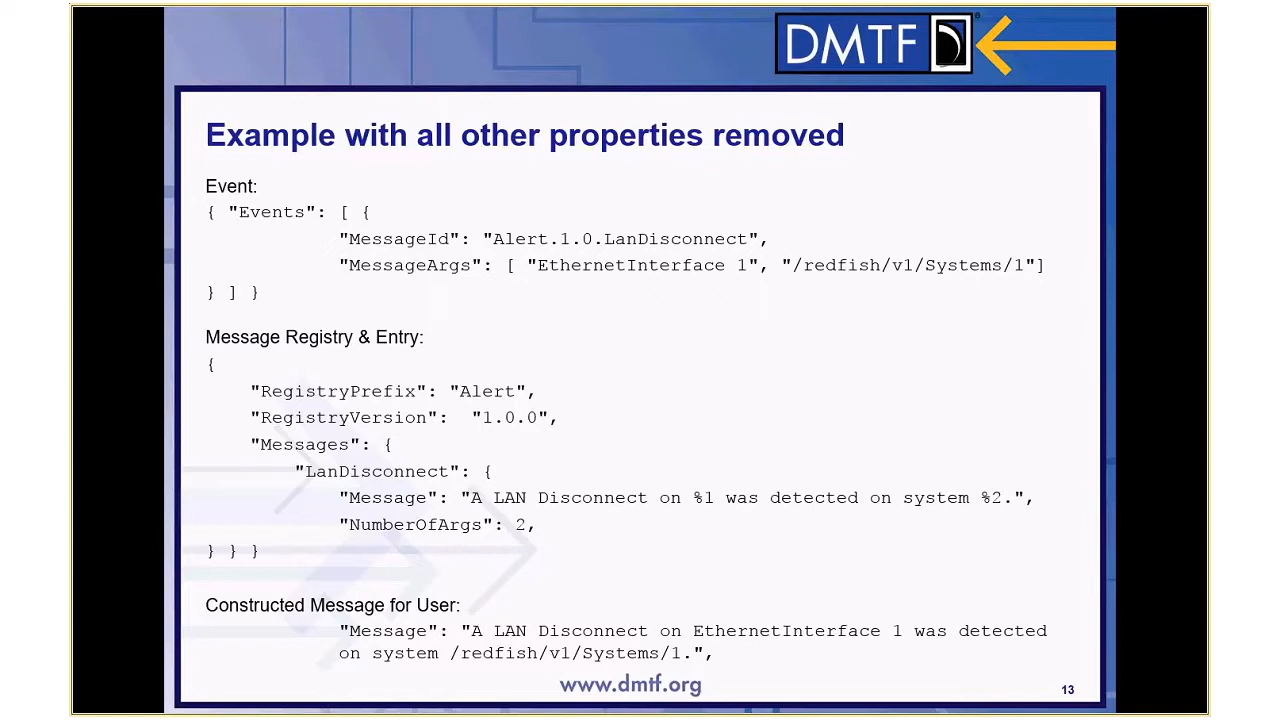 DMTF
Example with all other properties removed
Event:
{ "Events": [ {
"MessageId": "Alert.1.0.LanDisconnect",
"MessageArgs": [ "EthernetInterface 1", "/redfish/v1/Systems/1"]
} ] }
Message Registry & Entry:
{
"RegistryPrefix": "Alert",
"RegistryVersion": "1.0.0",
"Messages": {
"LanDisconnect": {
"Message": "A LAN Disconnect on %1 was detected on system %2.",
"NumberOfArgs": 2,
} } }
Constructed Message for User:
"Message": "A LAN Disconnect on EthernetInterface 1 was detected
on system /redfish/v1/Systems/1.",
www.dmtf.org
13